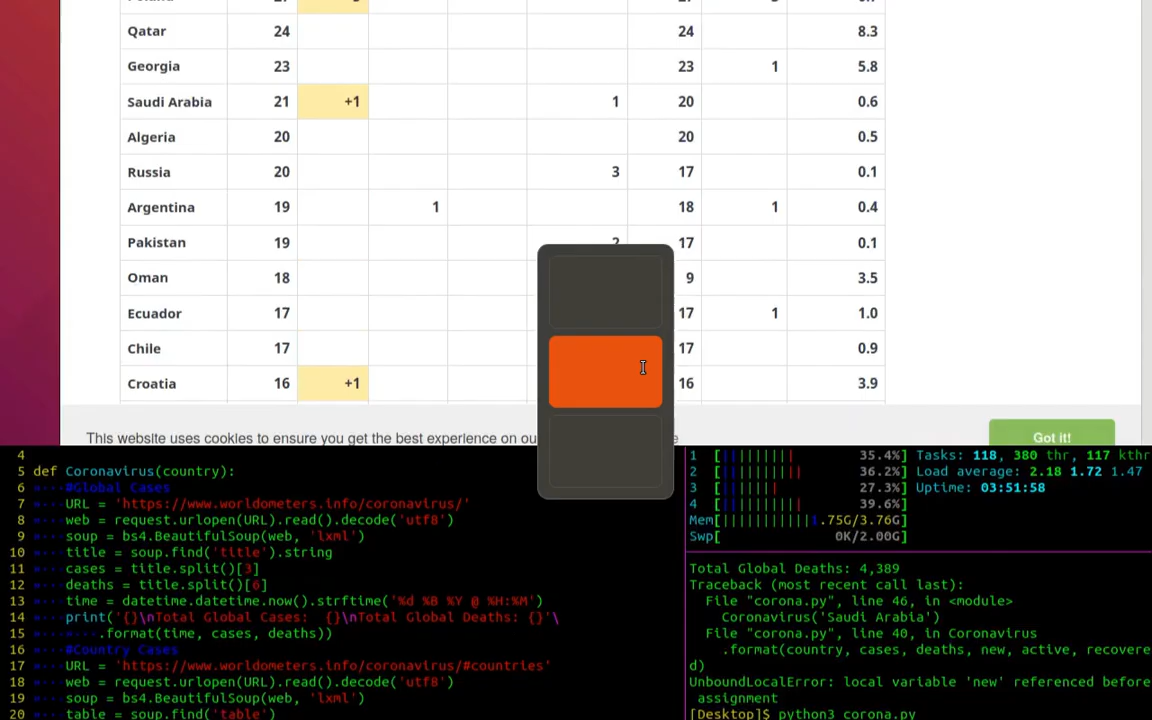 Qatar 24 24 8.3
Georgia 23 23 1 5.8
Saudi Arabia 21 +1 1 20 0.6
Algeria 20 20 0.5
Russia 20 3 17 0.1
Argentina 19 1 18 1 0.4
Pakistan 19 2 17 0.1
Oman 18 9 3.5
Ecuador 17 17 1 1.0
Chile 17 17 0.9
Croatia 16 +1 16 3.9
This website uses cookies to ensure you get the best experience on ou
Got it!
4
5 def Coronavirus(country):
6 #Global Cases
7 URL = 'https://www.worldometers.info/coronavirus/'
8 web = request.urlopen(URL).read().decode('utf8')
9 soup = bs4.BeautifulSoup(web, 'lxml')
10 title = soup.find('title').string
11 cases = title.split()[3]
12 deaths = title.split()[6]
13 time = datetime.datetime.now().strftime('%d %B %Y @ %H:%M')
14 print('{}\nTotal Global Cases:  {}\nTotal Global Deaths: {}'\
15 .format(time, cases, deaths))
16 #Country Cases
17 URL = 'https://www.worldometers.info/coronavirus/#countries'
18 web = request.urlopen(URL).read().decode('utf8')
19 soup = bs4.BeautifulSoup(web, 'lxml')
20 table = soup.find('table')
1 [||||||||| 35.4%] Tasks: 118, 380 thr, 117 kthr
2 [|||||||||| 36.2%] Load average: 2.18 1.72 1.47
3 [||||||| 27.3%] Uptime: 03:51:58
4 [|||||||||| 39.6%]
Mem[|||||||||||1.75G/3.76G]
Swp[ 0K/2.00G]
Total Global Deaths: 4,389
Traceback (most recent call last):
File "corona.py", line 46, in <module>
Coronavirus('Saudi Arabia')
File "corona.py", line 40, in Coronavirus
.format(country, cases, deaths, new, active, recovere
d)
UnboundLocalError: local variable 'new' referenced before
assignment
[Desktop]$ python3 corona.py